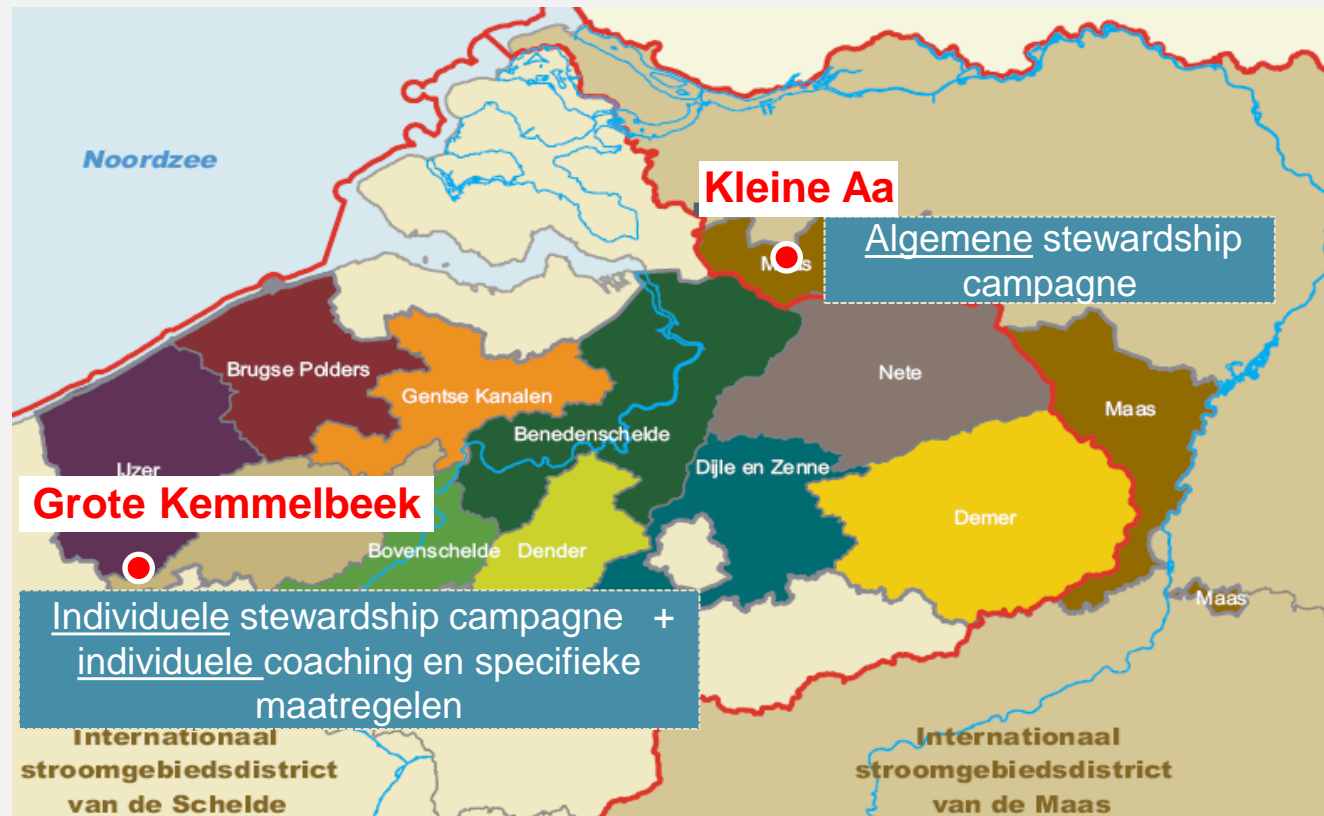 Noordzee
Kleine Aa
Algemene stewardship
campagne
Maas
Brugse Polders
Gentse Kanalen
Nete
Maas
Benedenschelde
IJzer
Dijle en Zenne
Grote Kemmelbeek
Demer
Bovenschelde
Dender
Maas
Individuele stewardship campagne +
individuele coaching en specifieke
maatregelen
Internationaal
stroomgebiedsdistrict
van de Schelde
Internationaal
stroomgebiedsdistrict
van de Maas